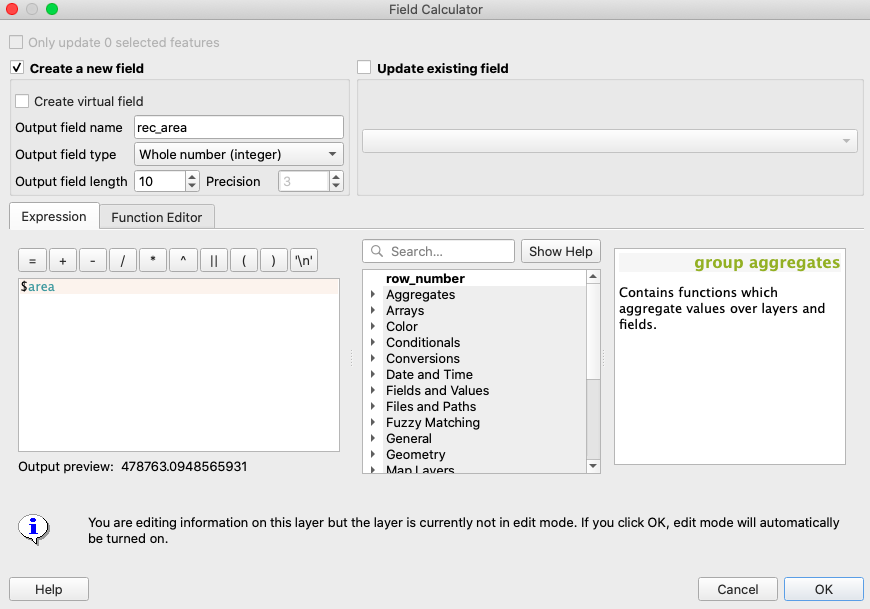 Field Calculator
Only update 0 selected features
Create a new field
Update existing field
Create virtual field
Output field name rec_area
Output field type Whole number (integer)
Output field length 10 Precision 3
Expression Function Editor
= + - / * ^ || ( ) '\n'
Search... Show Help
$area
row_number
Aggregates
Arrays
Color
Conditionals
Conversions
Date and Time
Fields and Values
Files and Paths
Fuzzy Matching
General
Geometry
Map Layers
group aggregates
Contains functions which
aggregate values over layers and
fields.
Output preview: 478763.0948565931
You are editing information on this layer but the layer is currently not in edit mode. If you click OK, edit mode will automatically
be turned on.
Help Cancel OK